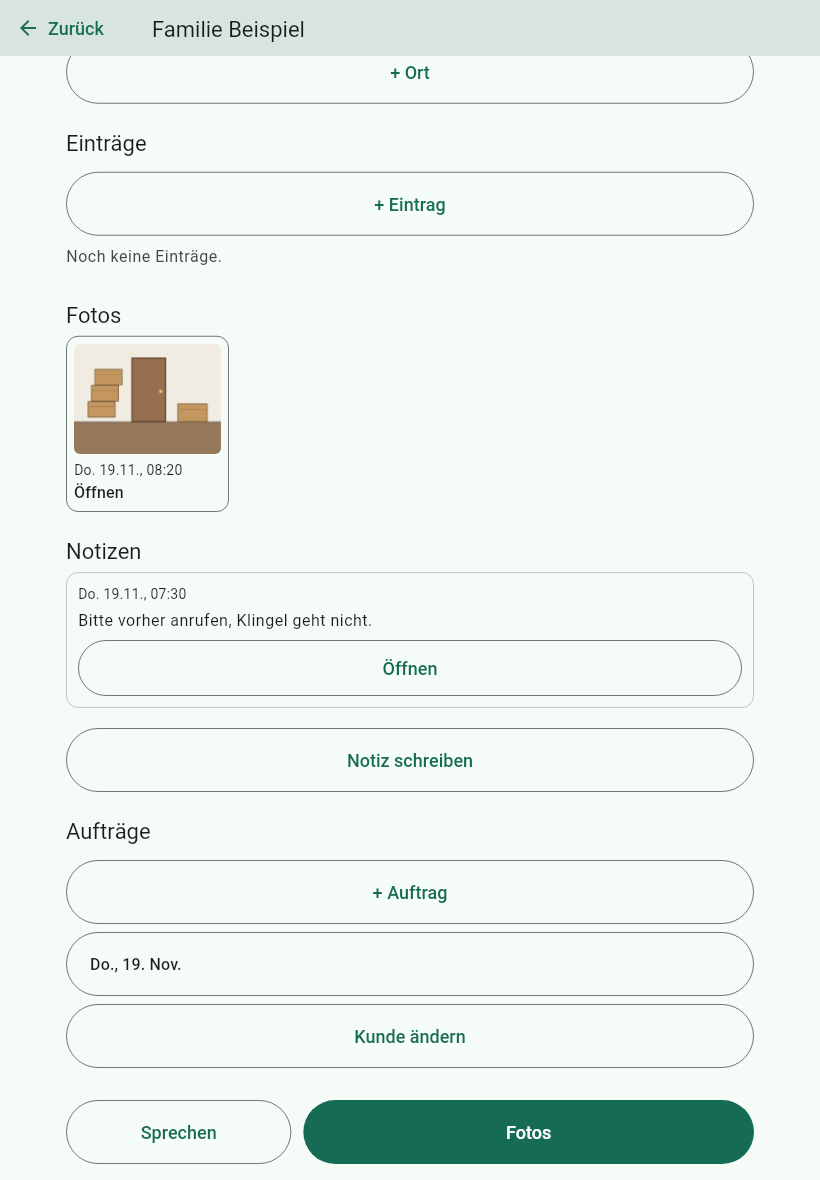 Zurück
Familie Beispiel
+ Ort
Einträge
+ Eintrag
Noch keine Einträge.
Fotos
Do. 19.11., 08:20
Öffnen
Notizen
Do. 19.11., 07:30
Bitte vorher anrufen, Klingel geht nicht.
Öffnen
Notiz schreiben
Aufträge
+ Auftrag
Do., 19. Nov.
Kunde ändern
Sprechen
Fotos